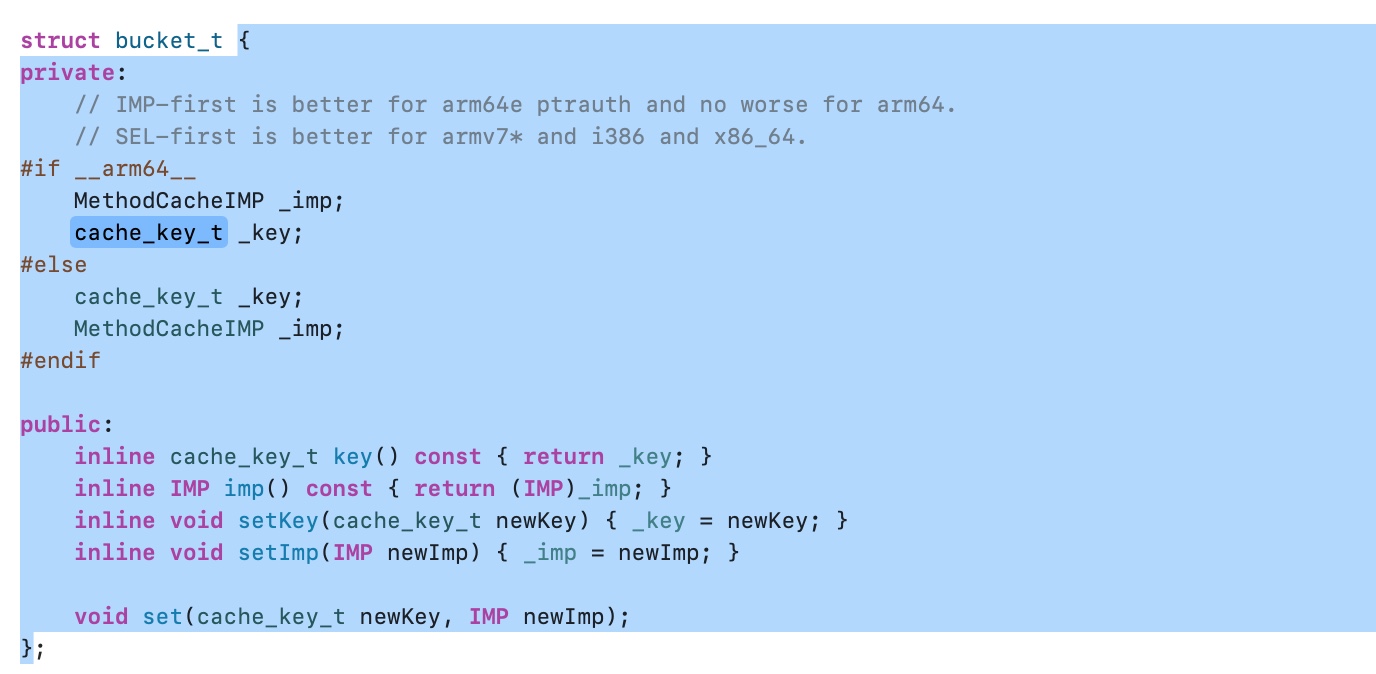 struct bucket_t {
private:
    // IMP-first is better for arm64e ptrauth and no worse for arm64.
    // SEL-first is better for armv7* and i386 and x86_64.
#if __arm64__
    MethodCacheIMP _imp;
    cache_key_t _key;
#else
    cache_key_t _key;
    MethodCacheIMP _imp;
#endif

public:
    inline cache_key_t key() const { return _key; }
    inline IMP imp() const { return (IMP)_imp; }
    inline void setKey(cache_key_t newKey) { _key = newKey; }
    inline void setImp(IMP newImp) { _imp = newImp; }

    void set(cache_key_t newKey, IMP newImp);
};